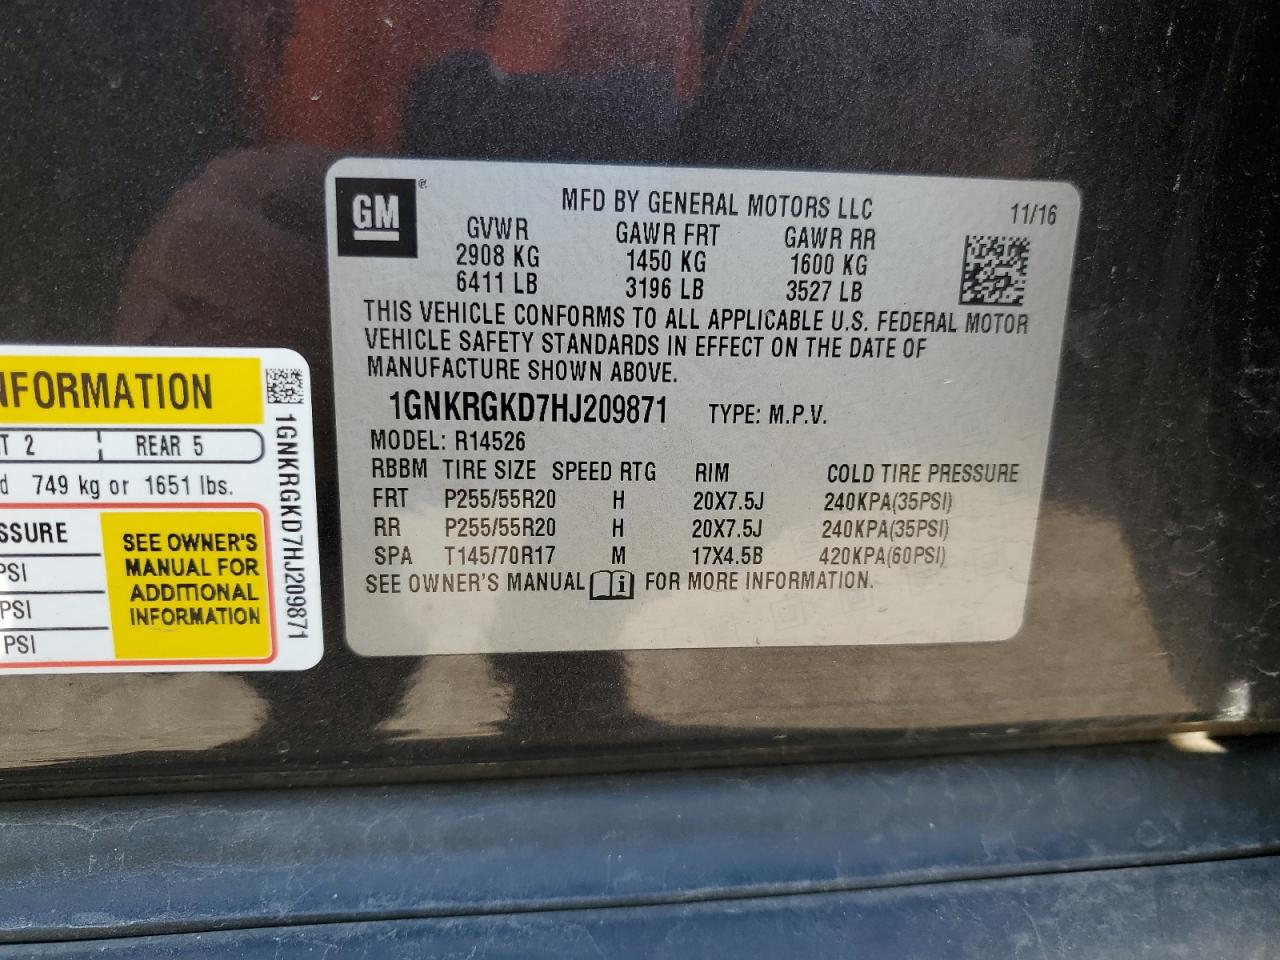 GM
MFD BY GENERAL MOTORS LLC 11/16
GVWR GAWR FRT GAWR RR
2908 KG 1450 KG 1600 KG
6411 LB 3196 LB 3527 LB
THIS VEHICLE CONFORMS TO ALL APPLICABLE U.S. FEDERAL MOTOR
VEHICLE SAFETY STANDARDS IN EFFECT ON THE DATE OF
MANUFACTURE SHOWN ABOVE.
1GNKRGKD7HJ209871 TYPE: M.P.V.
MODEL: R14526
RBBM TIRE SIZE SPEED RTG RIM COLD TIRE PRESSURE
FRT P255/55R20 H 20X7.5J 240KPA(35PSI)
RR P255/55R20 H 20X7.5J 240KPA(35PSI)
SPA T145/70R17 M 17X4.5B 420KPA(60PSI)
SEE OWNER'S MANUAL i FOR MORE INFORMATION.
NFORMATION
T 2 REAR 5
d 749 kg or 1651 lbs.
SSURE
PSI
PSI
PSI
SEE OWNER'S
MANUAL FOR
ADDITIONAL
INFORMATION
1GNKRGKD7HJ209871